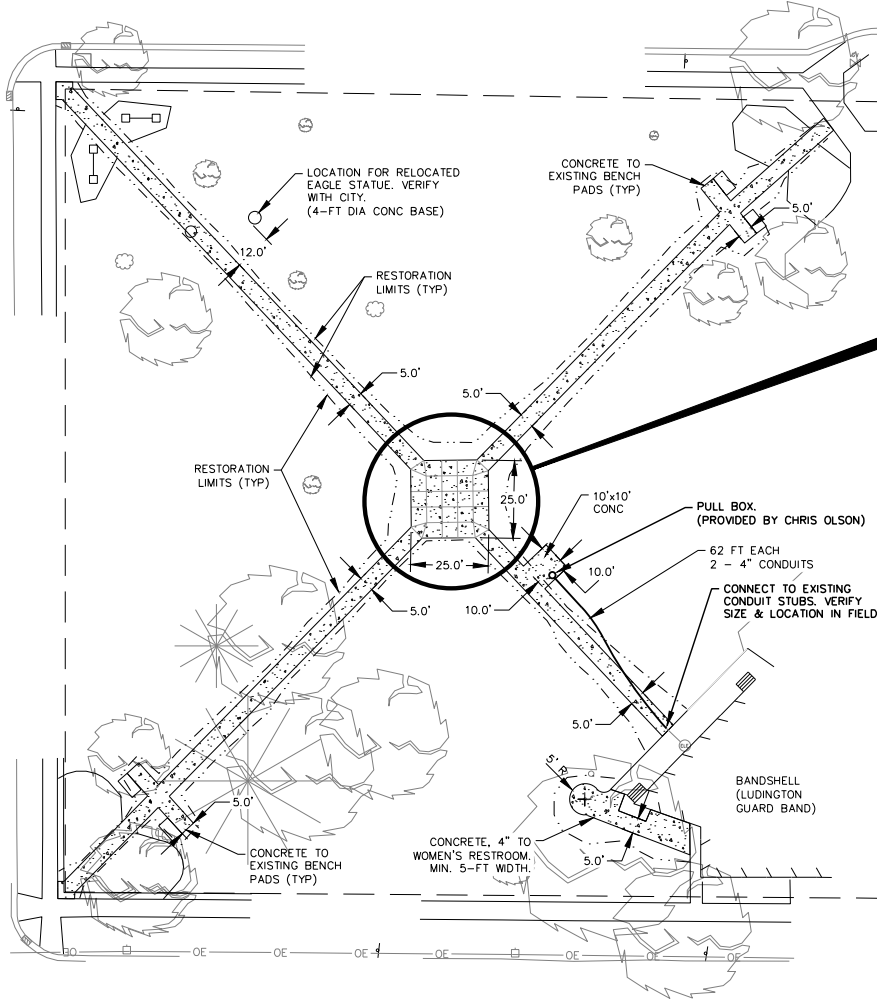 LOCATION FOR RELOCATED
EAGLE STATUE. VERIFY
WITH CITY.
(4-FT DIA CONC BASE)
CONCRETE TO
EXISTING BENCH
PADS (TYP)
5.0'
12.0'
RESTORATION
LIMITS (TYP)
5.0'
5.0'
RESTORATION
LIMITS (TYP)
25.0'
10'x10'
CONC
PULL BOX.
(PROVIDED BY CHRIS OLSON)
62 FT EACH
2 - 4" CONDUITS
25.0'
10.0'
CONNECT TO EXISTING
CONDUIT STUBS. VERIFY
SIZE & LOCATION IN FIELD
5.0'
10.0'
5.0'
ELE
5' R
BANDSHELL
(LUDINGTON
GUARD BAND)
5.0'
CONCRETE TO
EXISTING BENCH
PADS (TYP)
CONCRETE, 4" TO
WOMEN'S RESTROOM.
MIN. 5-FT WIDTH.
5.0'
OE
OE
OE
OE
OE
OE
OE
OE